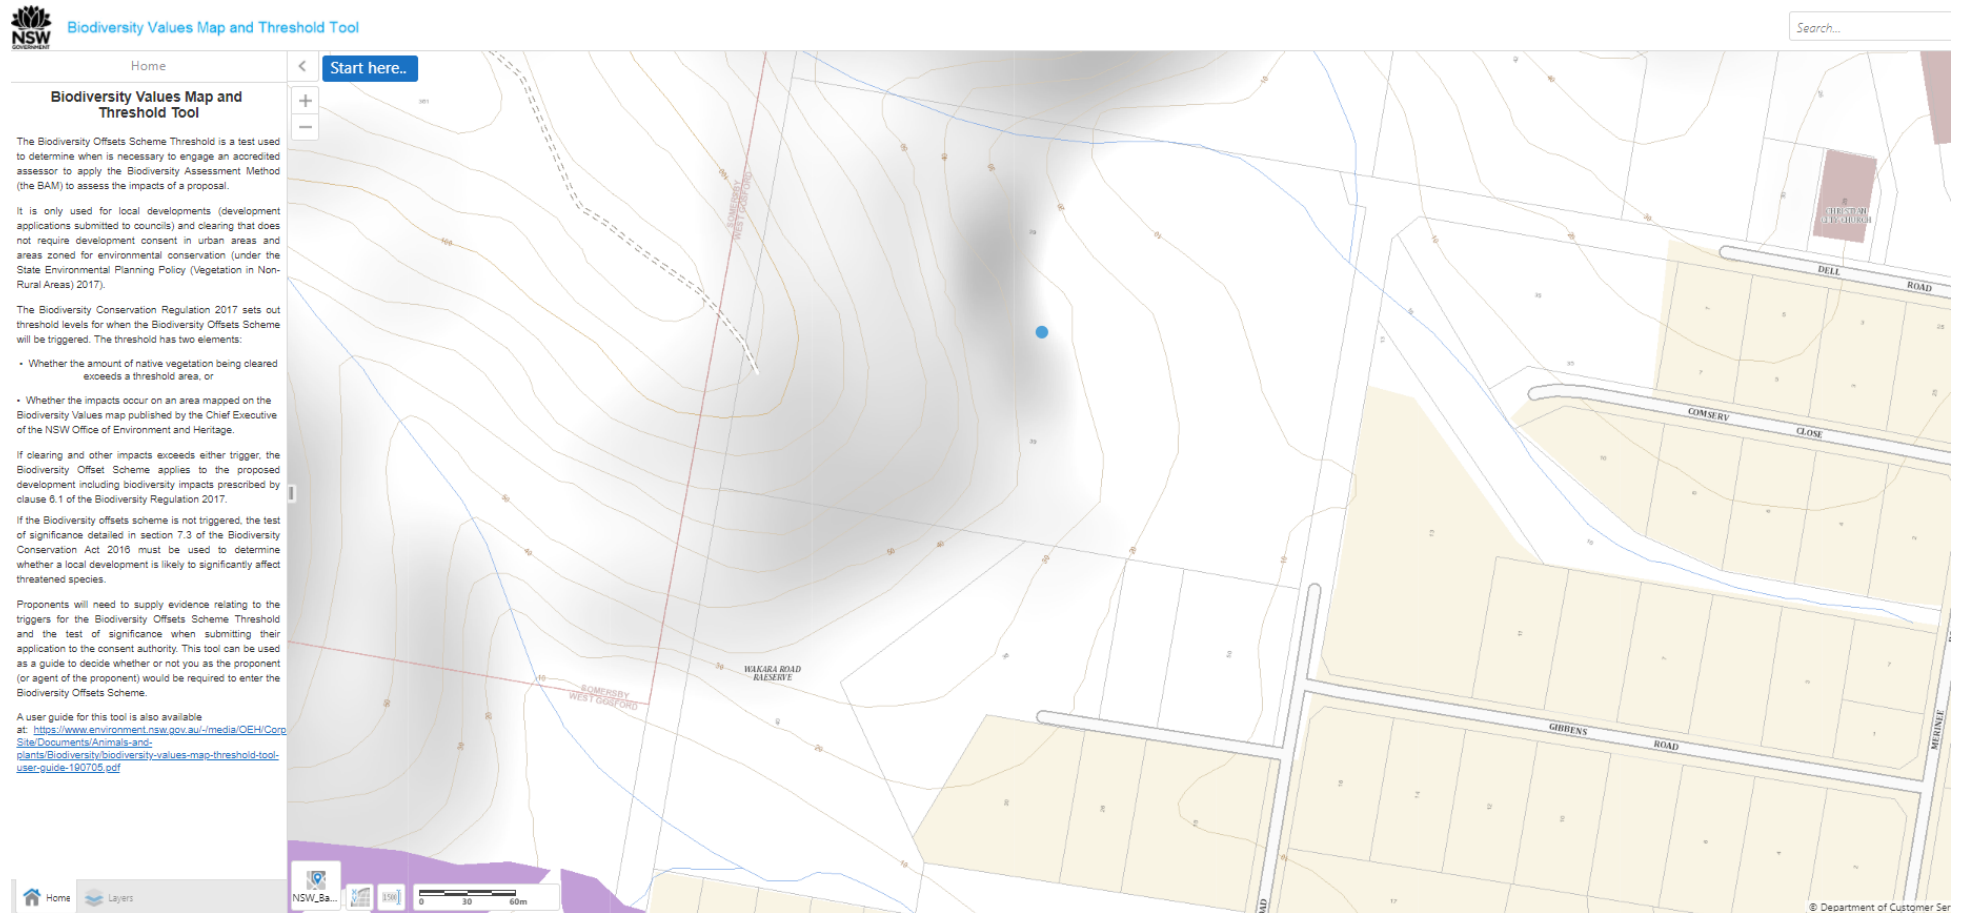 NSW
GOVERNMENT
Biodiversity Values Map and Threshold Tool
Search...
Home
Start here..
Biodiversity Values Map and
Threshold Tool
The Biodiversity Offsets Scheme Threshold is a test used
to determine when is necessary to engage an accredited
assessor to apply the Biodiversity Assessment Method
(the BAM) to assess the impacts of a proposal.
It is only used for local developments (development
applications submitted to councils) and clearing that does
not require development consent in urban areas and
areas zoned for environmental conservation (under the
State Environmental Planning Policy (Vegetation in Non-
Rural Areas) 2017).
The Biodiversity Conservation Regulation 2017 sets out
threshold levels for when the Biodiversity Offsets Scheme
will be triggered. The threshold has two elements:
• Whether the amount of native vegetation being cleared
exceeds a threshold area, or
• Whether the impacts occur on an area mapped on the
Biodiversity Values map published by the Chief Executive
of the NSW Office of Environment and Heritage.
If clearing and other impacts exceeds either trigger, the
Biodiversity Offset Scheme applies to the proposed
development including biodiversity impacts prescribed by
clause 6.1 of the Biodiversity Regulation 2017.
If the Biodiversity offsets scheme is not triggered, the test
of significance detailed in section 7.3 of the Biodiversity
Conservation Act 2016 must be used to determine
whether a local development is likely to significantly affect
threatened species.
Proponents will need to supply evidence relating to the
triggers for the Biodiversity Offsets Scheme Threshold
and the test of significance when submitting their
application to the consent authority. This tool can be used
as a guide to decide whether or not you as the proponent
(or agent of the proponent) would be required to enter the
Biodiversity Offsets Scheme.
A user guide for this tool is also available
at: https://www.environment.nsw.gov.au/-/media/OEH/Corp
Site/Documents/Animals-and-
plants/Biodiversity/biodiversity-values-map-threshold-tool-
user-guide-190705.pdf
Home
Layers
SOMERSBY
WEST GOSFORD
CHRISTIAN
CITY CHURCH
DELL
ROAD
COMSERV
CLOSE
WAKARA ROAD
RAESERVE
SOMERSBY
WEST GOSFORD
GIBBENS
ROAD
MERINEE
NSW_Ba...
0 30 60m
© Department of Customer Ser